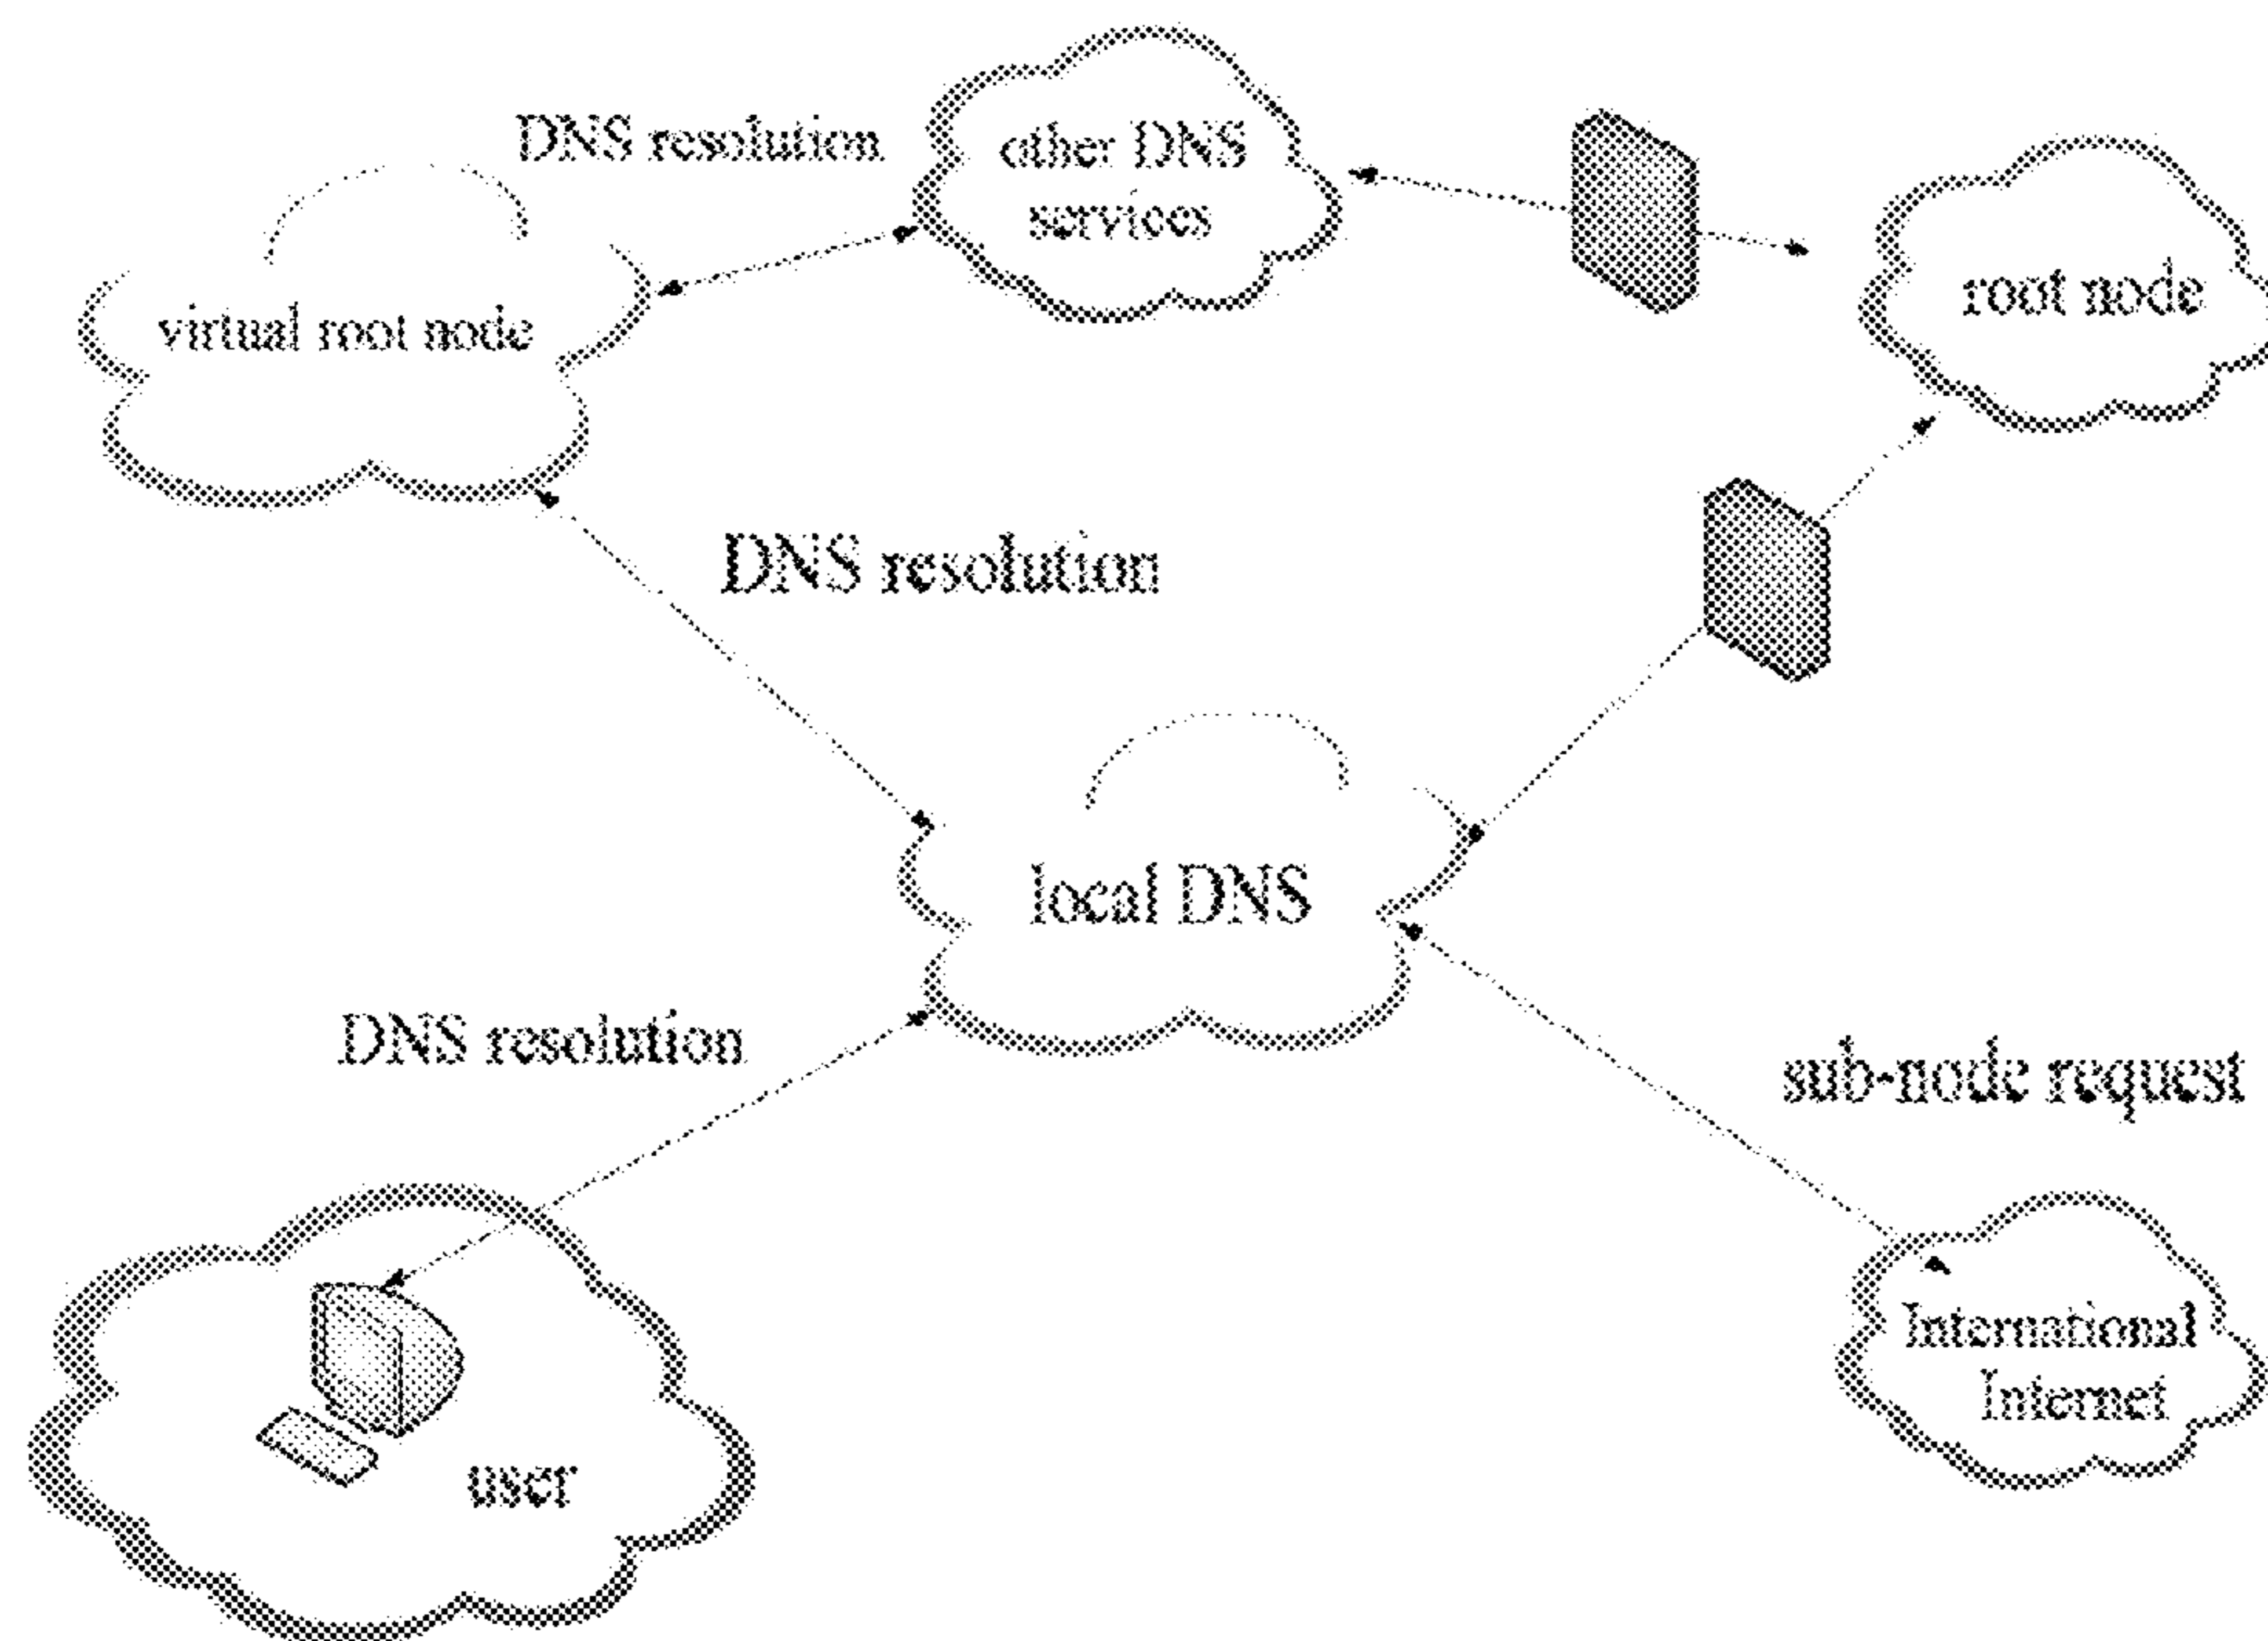 DNS resolution
other DNS
services
root node
virtual root node
DNS resolution
local DNS
DNS resolution
sub-node request
International
Internet
user